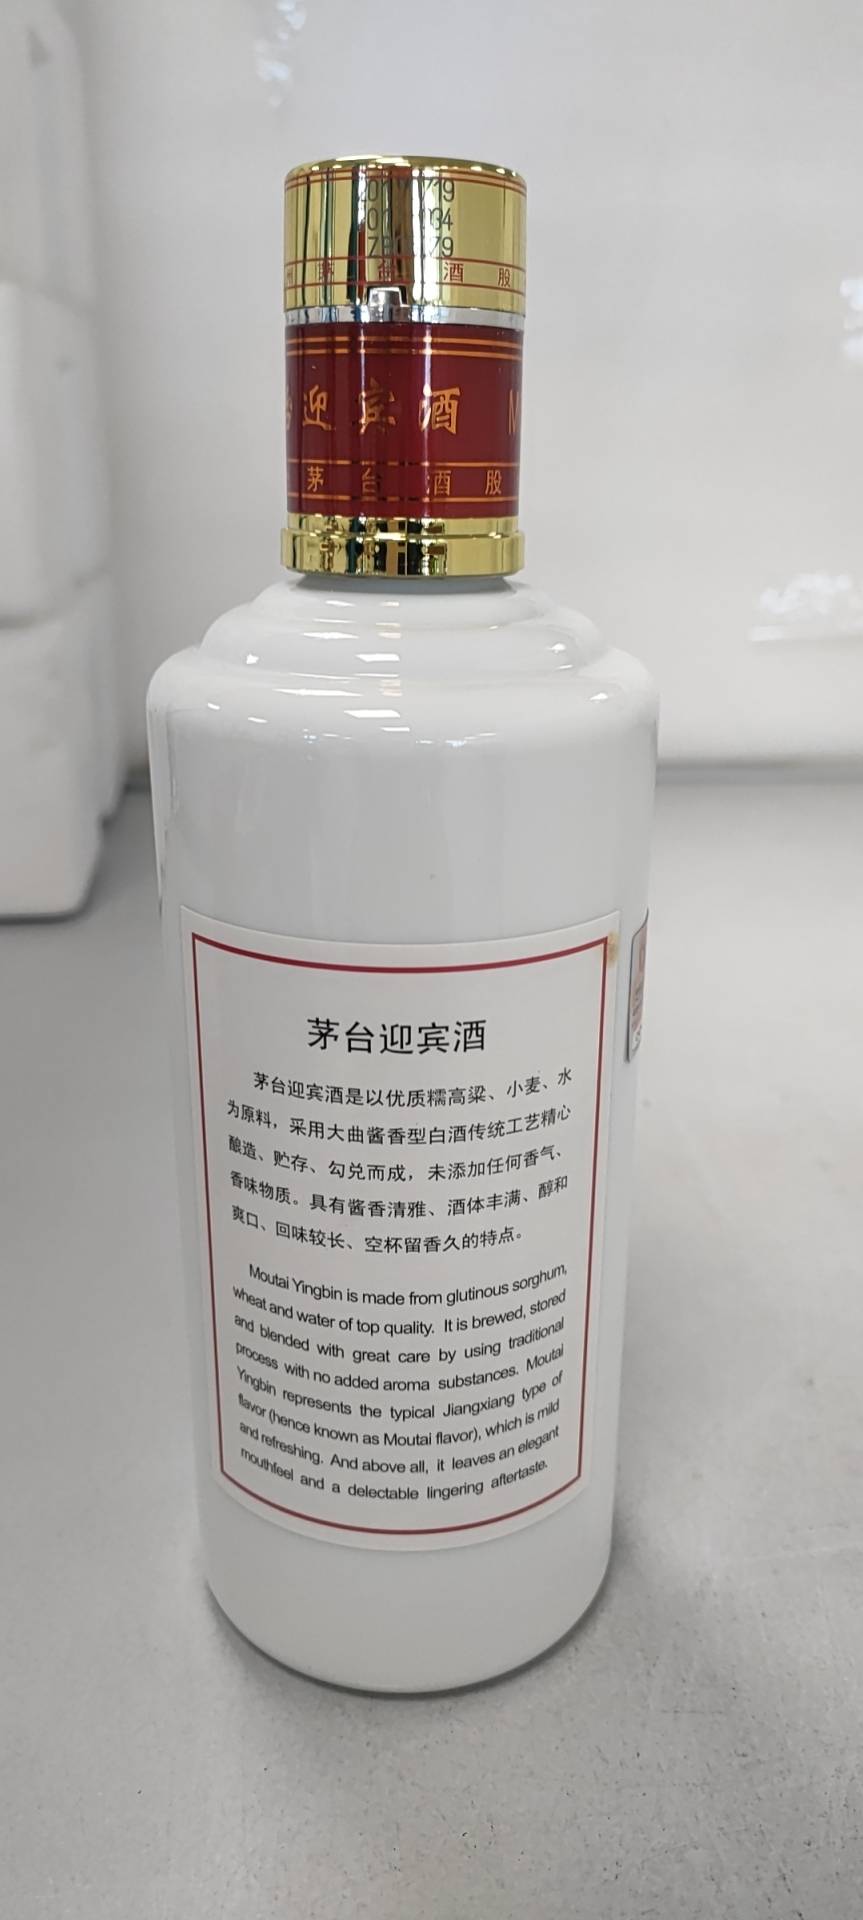 茅 台 酒 股
迎 宾 酒 M
茅 台 酒 股
茅台迎宾酒
茅台迎宾酒是以优质糯高粱、小麦、水
为原料，采用大曲酱香型白酒传统工艺精心
酿造、贮存、勾兑而成，未添加任何香气、
香味物质。具有酱香清雅、酒体丰满、醇和
爽口、回味较长、空杯留香久的特点。
Moutai Yingbin is made from glutinous sorghum,
wheat and water of top quality. It is brewed, stored
and blended with great care by using traditional
process with no added aroma substances. Moutai
Yingbin represents the typical Jiangxiang type of
flavor (hence known as Moutai flavor), which is mild
and refreshing. And above all, it leaves an elegant
mouthfeel and a delectable lingering aftertaste.